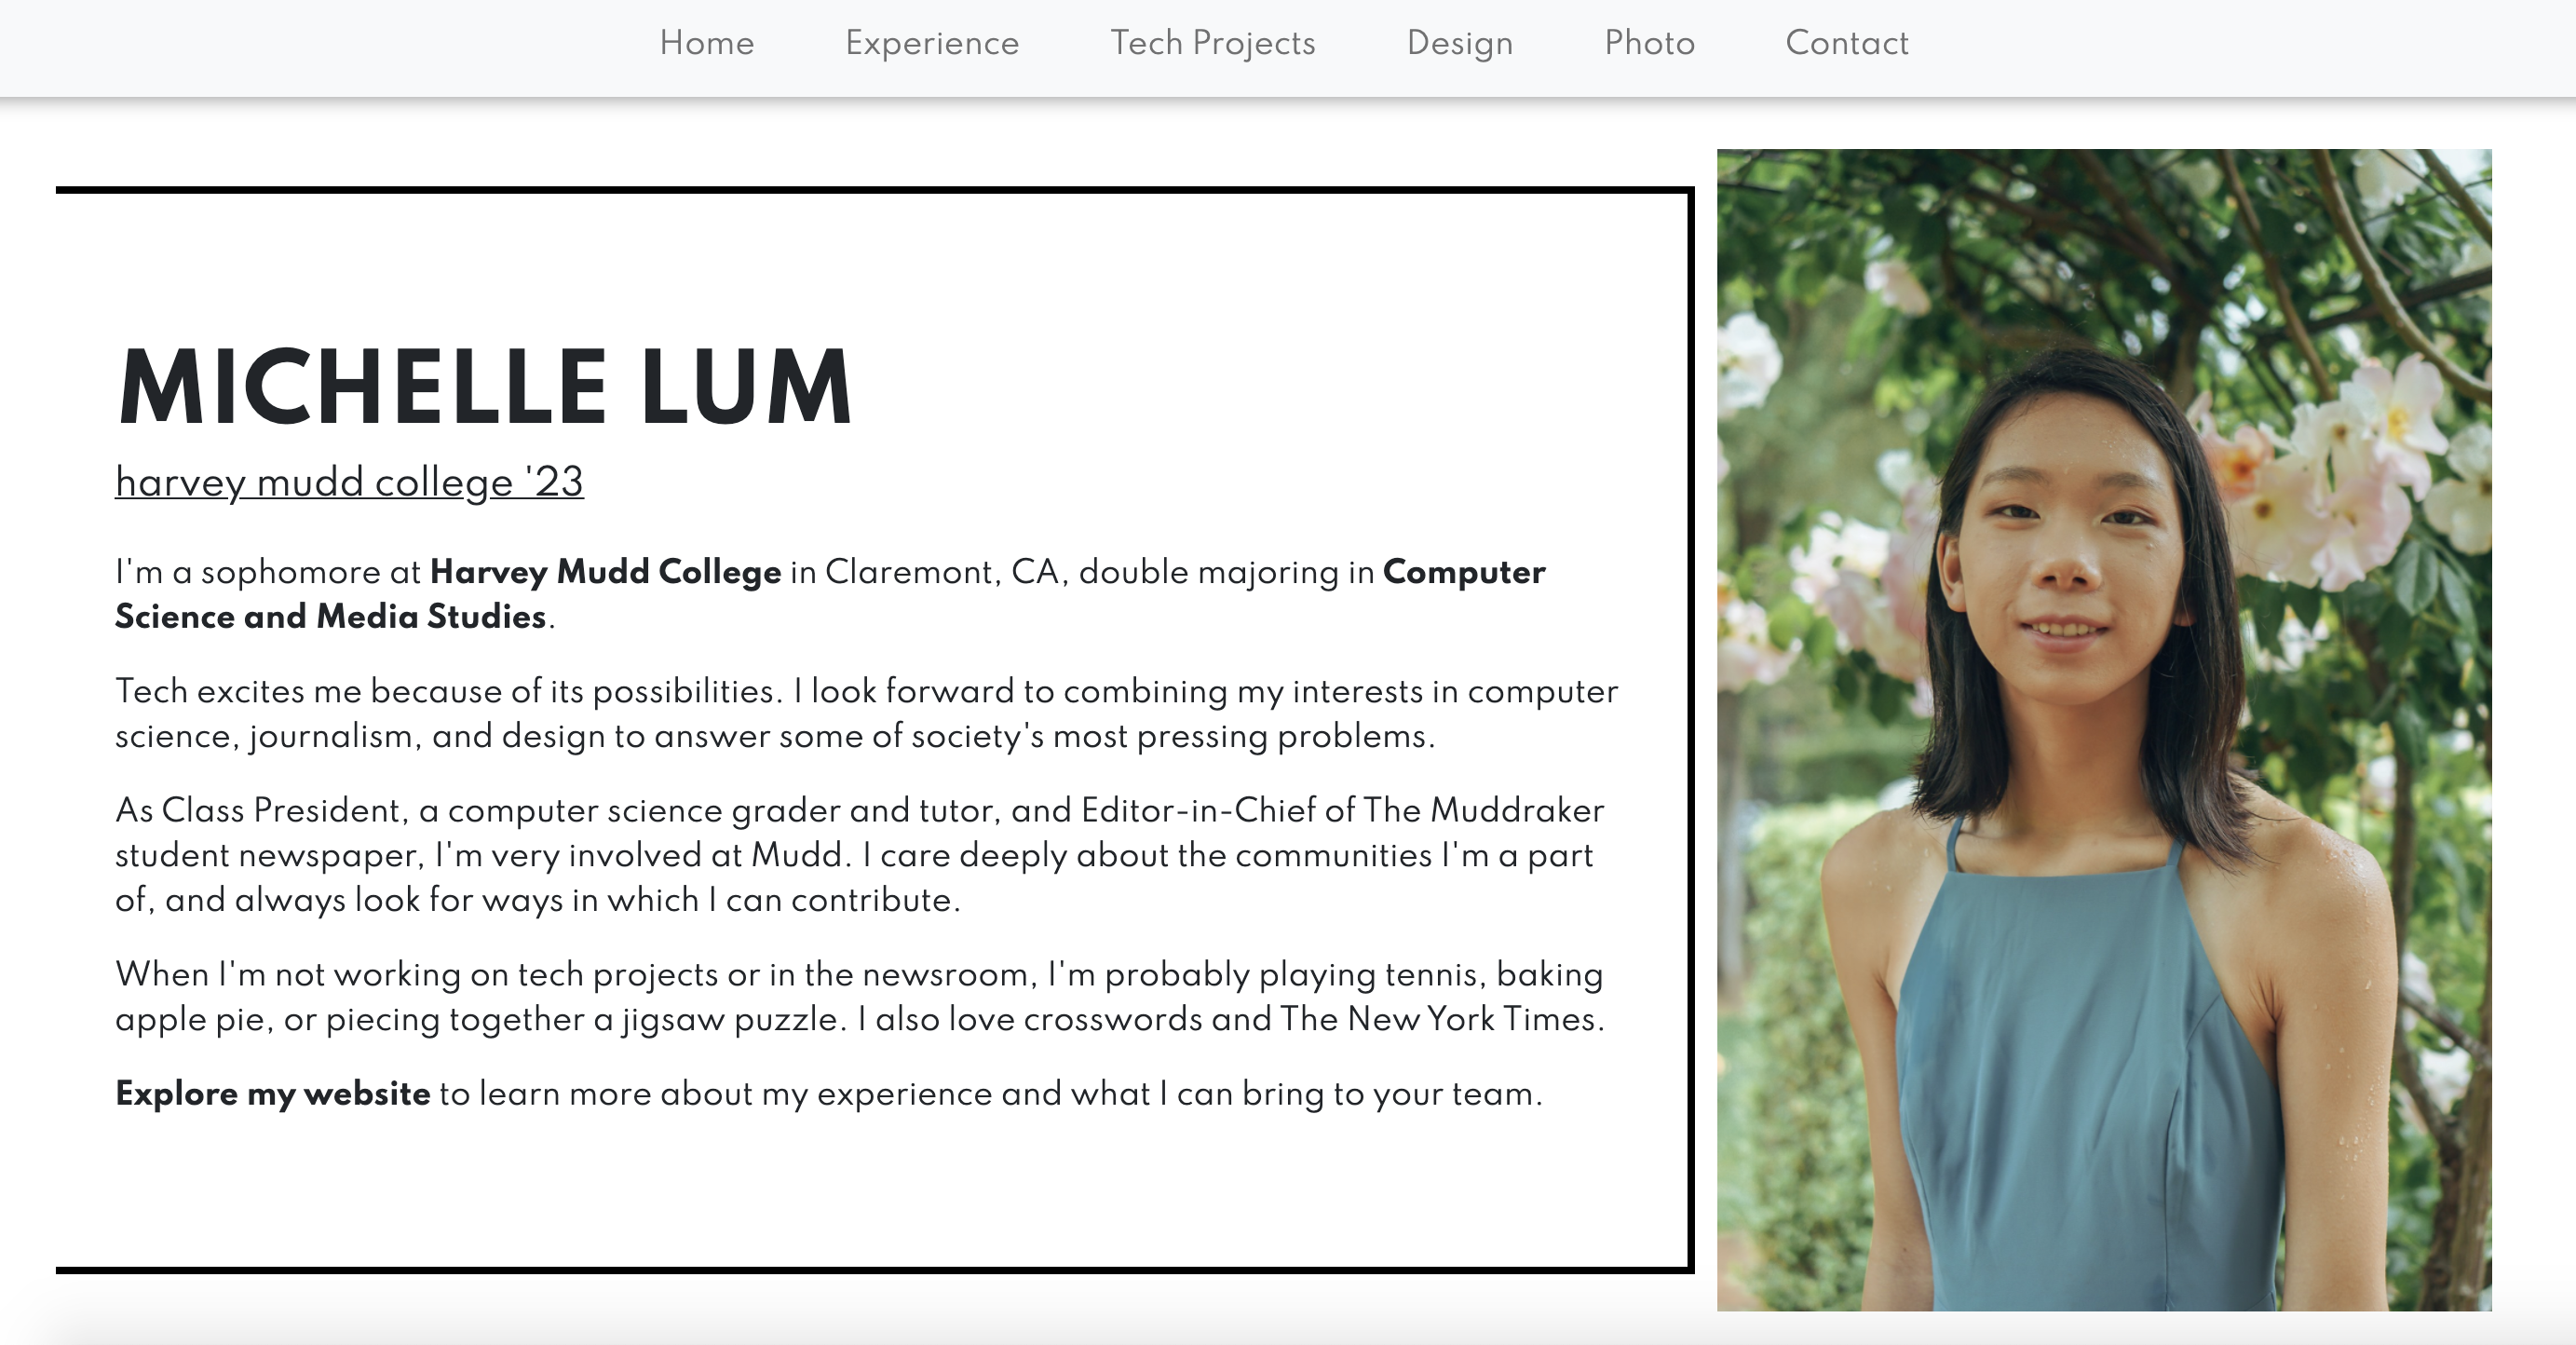 Home Experience Tech Projects Design Photo Contact
MICHELLE LUM
harvey mudd college '23
I'm a sophomore at Harvey Mudd College in Claremont, CA, double majoring in Computer
Science and Media Studies.
Tech excites me because of its possibilities. I look forward to combining my interests in computer
science, journalism, and design to answer some of society's most pressing problems.
As Class President, a computer science grader and tutor, and Editor-in-Chief of The Muddraker
student newspaper, I'm very involved at Mudd. I care deeply about the communities I'm a part
of, and always look for ways in which I can contribute.
When I'm not working on tech projects or in the newsroom, I'm probably playing tennis, baking
apple pie, or piecing together a jigsaw puzzle. I also love crosswords and The New York Times.
Explore my website to learn more about my experience and what I can bring to your team.